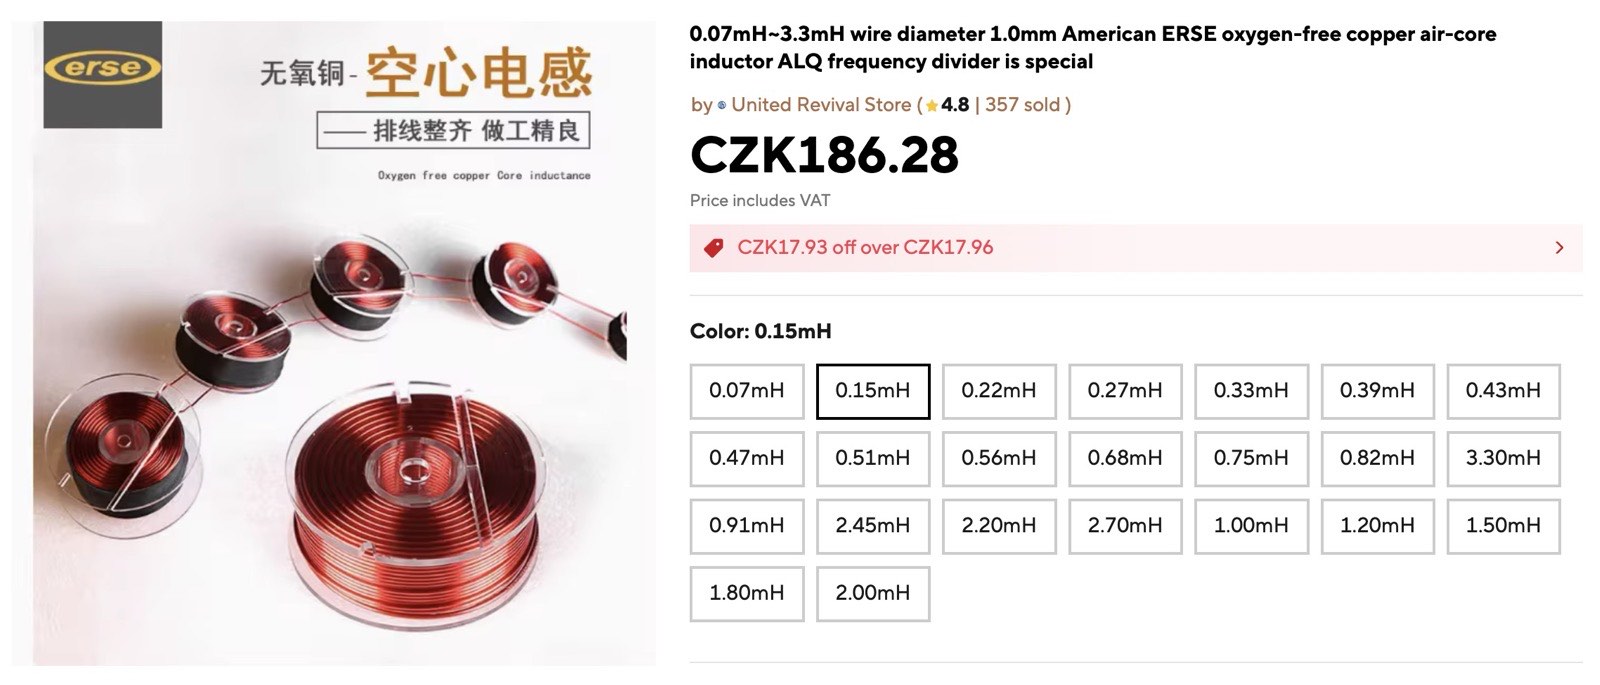 erse
无氧铜-空心电感
排线整齐 做工精良
Oxygen free copper Core inductance
0.07mH~3.3mH wire diameter 1.0mm American ERSE oxygen-free copper air-core
inductor ALQ frequency divider is special
by United Revival Store ( 4.8 | 357 sold )
CZK186.28
Price includes VAT
CZK17.93 off over CZK17.96
Color: 0.15mH
0.07mH 0.15mH 0.22mH 0.27mH 0.33mH 0.39mH 0.43mH
0.47mH 0.51mH 0.56mH 0.68mH 0.75mH 0.82mH 3.30mH
0.91mH 2.45mH 2.20mH 2.70mH 1.00mH 1.20mH 1.50mH
1.80mH 2.00mH